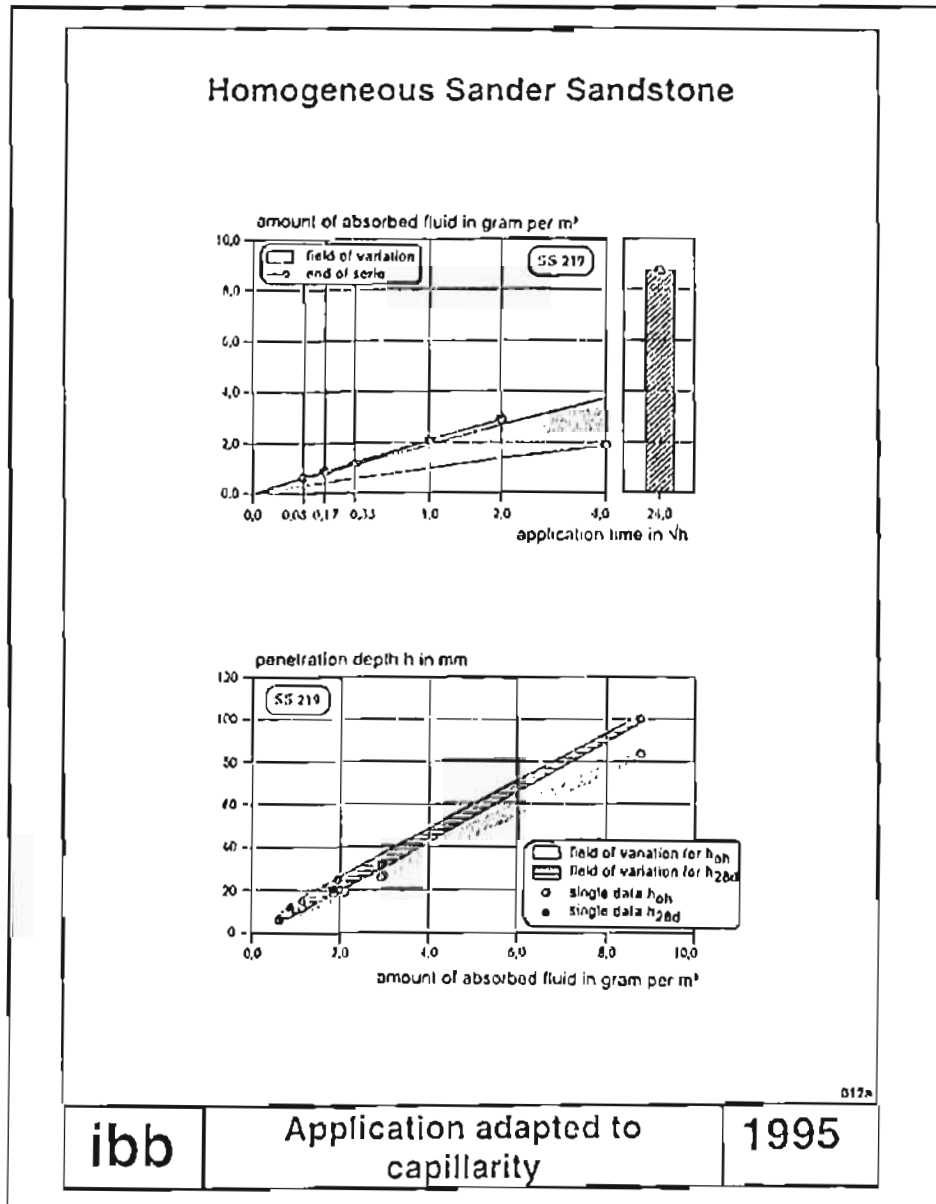 Homogeneous Sander Sandstone
amount of absorbed fluid in gram per m³
10,0
field of variation
end of serie
SS 219
8,0
6,0
4,0
2,0
0,0
0,0 0,08 0,17 0,33 1,0 2,0 4,0 24,0
application time in √h
penetration depth h in mm
120
SS 219
100
80
60
40
field of variation for h0h
field of variation for h28d
20
single data h0h
single data h28d
0
0,0 2,0 4,0 6,0 8,0 10,0
amount of absorbed fluid in gram per m³
017a
ibb
Application adapted to
capillarity
1995